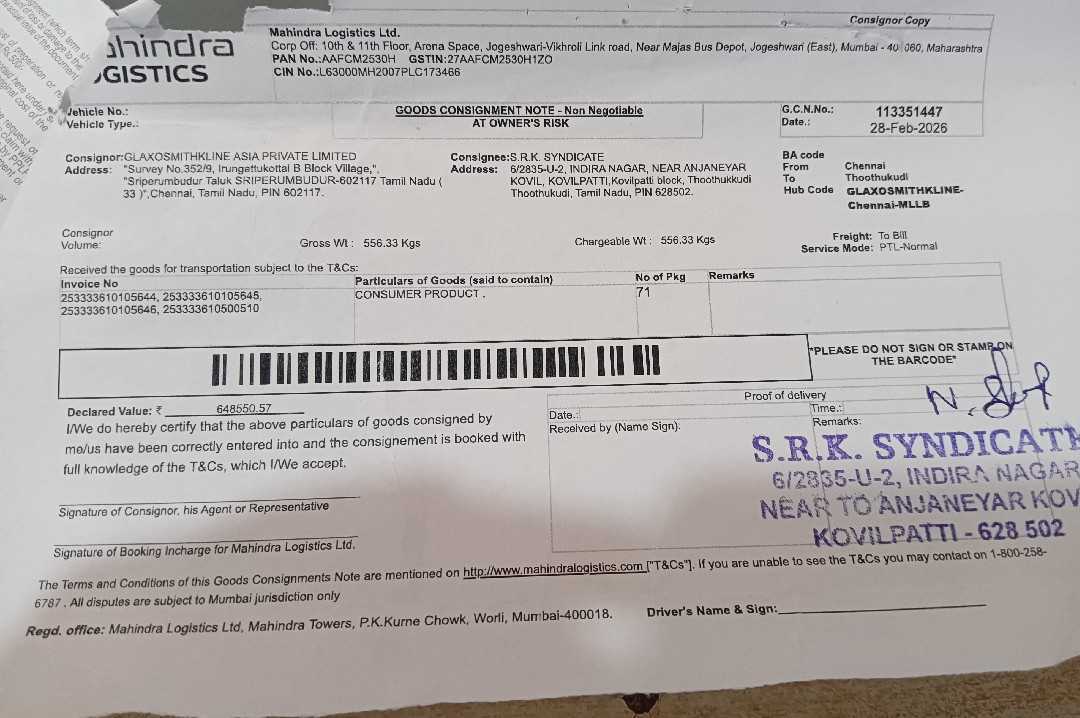 Consignor Copy
ahindra
OGISTICS
Mahindra Logistics Ltd.
Corp Off: 10th & 11th Floor, Arona Space, Jogeshwari-Vikhroli Link road, Near Majas Bus Depot, Jogeshwari (East), Mumbai - 40 060, Maharashtra
PAN No.:AAFCM2530H GSTIN:27AAFCM2530H1ZO
CIN No.:L63000MH2007PLC173466
Vehicle No.:
Vehicle Type.:
GOODS CONSIGNMENT NOTE - Non Negotiable
AT OWNER'S RISK
G.C.N.No.: 113351447
Date.: 28-Feb-2026
Consignor:GLAXOSMITHKLINE ASIA PRIVATE LIMITED
Address: "Survey No.352/9, Irungattukottal B Block Village,",
"Sriperumbudur Taluk SRIPERUMBUDUR-602117 Tamil Nadu (
33 )",Chennai, Tamil Nadu, PIN 602117.
Consignee:S.R.K. SYNDICATE
Address: 6/2835-U-2, INDIRA NAGAR, NEAR ANJANEYAR
KOVIL, KOVILPATTI,Kovilpatti block, Thoothukkudi
Thoothukudi, Tamil Nadu, PIN 628502.
BA code
From Chennai
To Thoothukudi
Hub Code GLAXOSMITHKLINE-
Chennai-MLLB
Consignor
Volume:
Gross Wt : 556.33 Kgs
Chargeable Wt : 556.33 Kgs
Freight: To Bill
Service Mode: PTL-Normal
Received the goods for transportation subject to the T&Cs:
Invoice No Particulars of Goods (said to contain) No of Pkg Remarks
253333610105644, 253333610105645, CONSUMER PRODUCT . 71
253333610105646, 253333610500510
"PLEASE DO NOT SIGN OR STAMP ON
THE BARCODE"
Declared Value: ₹ 648550.57
I/We do hereby certify that the above particulars of goods consigned by
me/us have been correctly entered into and the consignement is booked with
full knowledge of the T&Cs, which I/We accept.
Signature of Consignor, his Agent or Representative
Signature of Booking Incharge for Mahindra Logistics Ltd.
Proof of delivery
Date.: Time.:
Received by (Name Sign): Remarks:
S.R.K. SYNDICATE
6/2835-U-2, INDIRA NAGAR
NEAR TO ANJANEYAR KOV
KOVILPATTI - 628 502
The Terms and Conditions of this Goods Consignments Note are mentioned on http://www.mahindralogistics.com ["T&Cs"]. If you are unable to see the T&Cs you may contact on 1-800-258-
6787 . All disputes are subject to Mumbai jurisdiction only
Regd. office: Mahindra Logistics Ltd, Mahindra Towers, P.K.Kurne Chowk, Worli, Mumbai-400018.
Driver's Name & Sign: